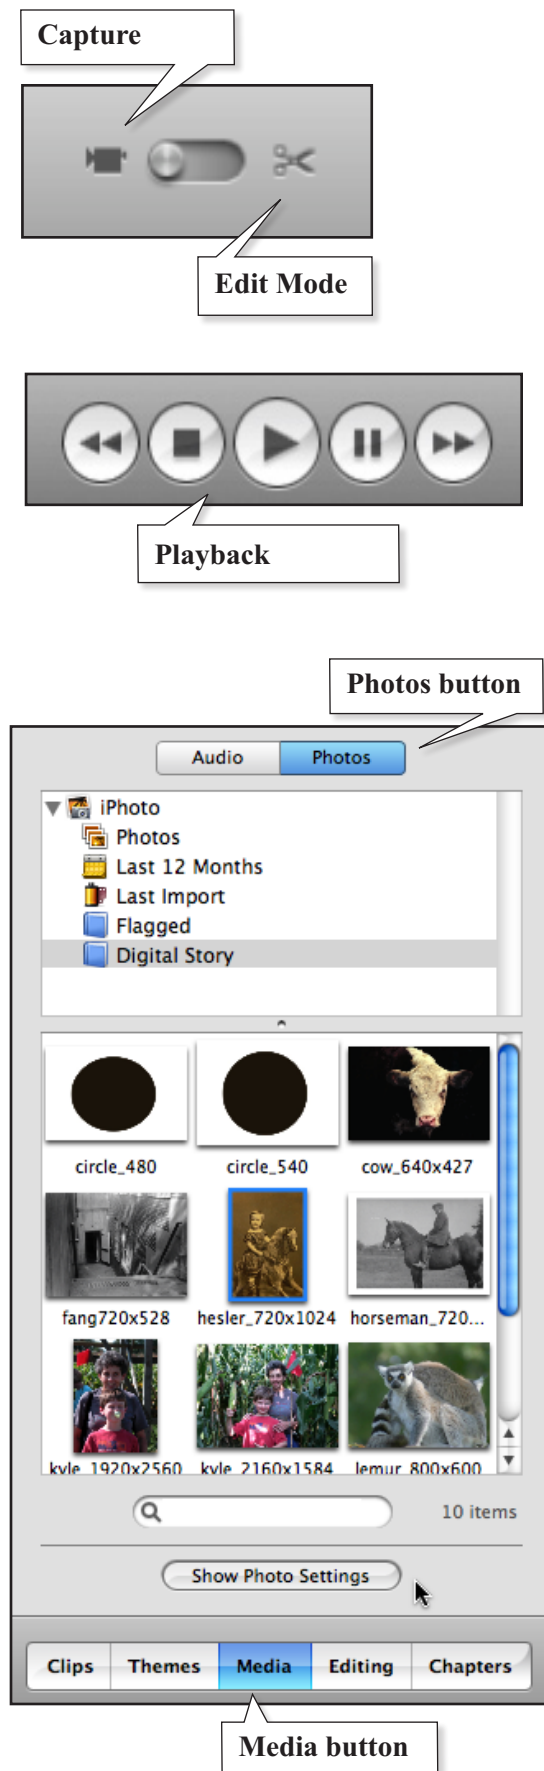 Capture
Edit Mode
Playback
Photos button
Audio Photos
iPhoto
Photos
Last 12 Months
Last Import
Flagged
Digital Story
circle_480 circle_540 cow_640x427
fang720x528 hesler_720x1024 horseman_720...
kyle_1920x2560 kyle_2160x1584 lemur_800x600
10 items
Show Photo Settings
Clips Themes Media Editing Chapters
Media button